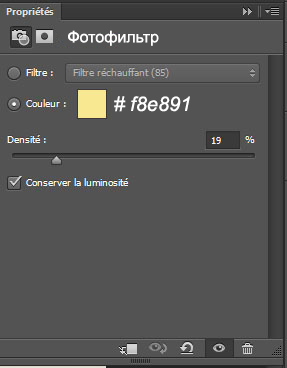 Propriétés
Фотофильтр
Filtre : Filtre réchauffant (85)
Couleur : # f8e891
Densité : 19 %
Conserver la luminosité